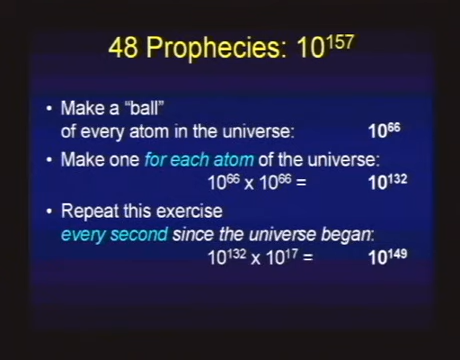 48 Prophecies: 10¹⁵⁷
• Make a “ball”
of every atom in the universe: 10⁶⁶
• Make one for each atom of the universe:
10⁶⁶ x 10⁶⁶ = 10¹³²
• Repeat this exercise
every second since the universe began:
10¹³² x 10¹⁷ = 10¹⁴⁹